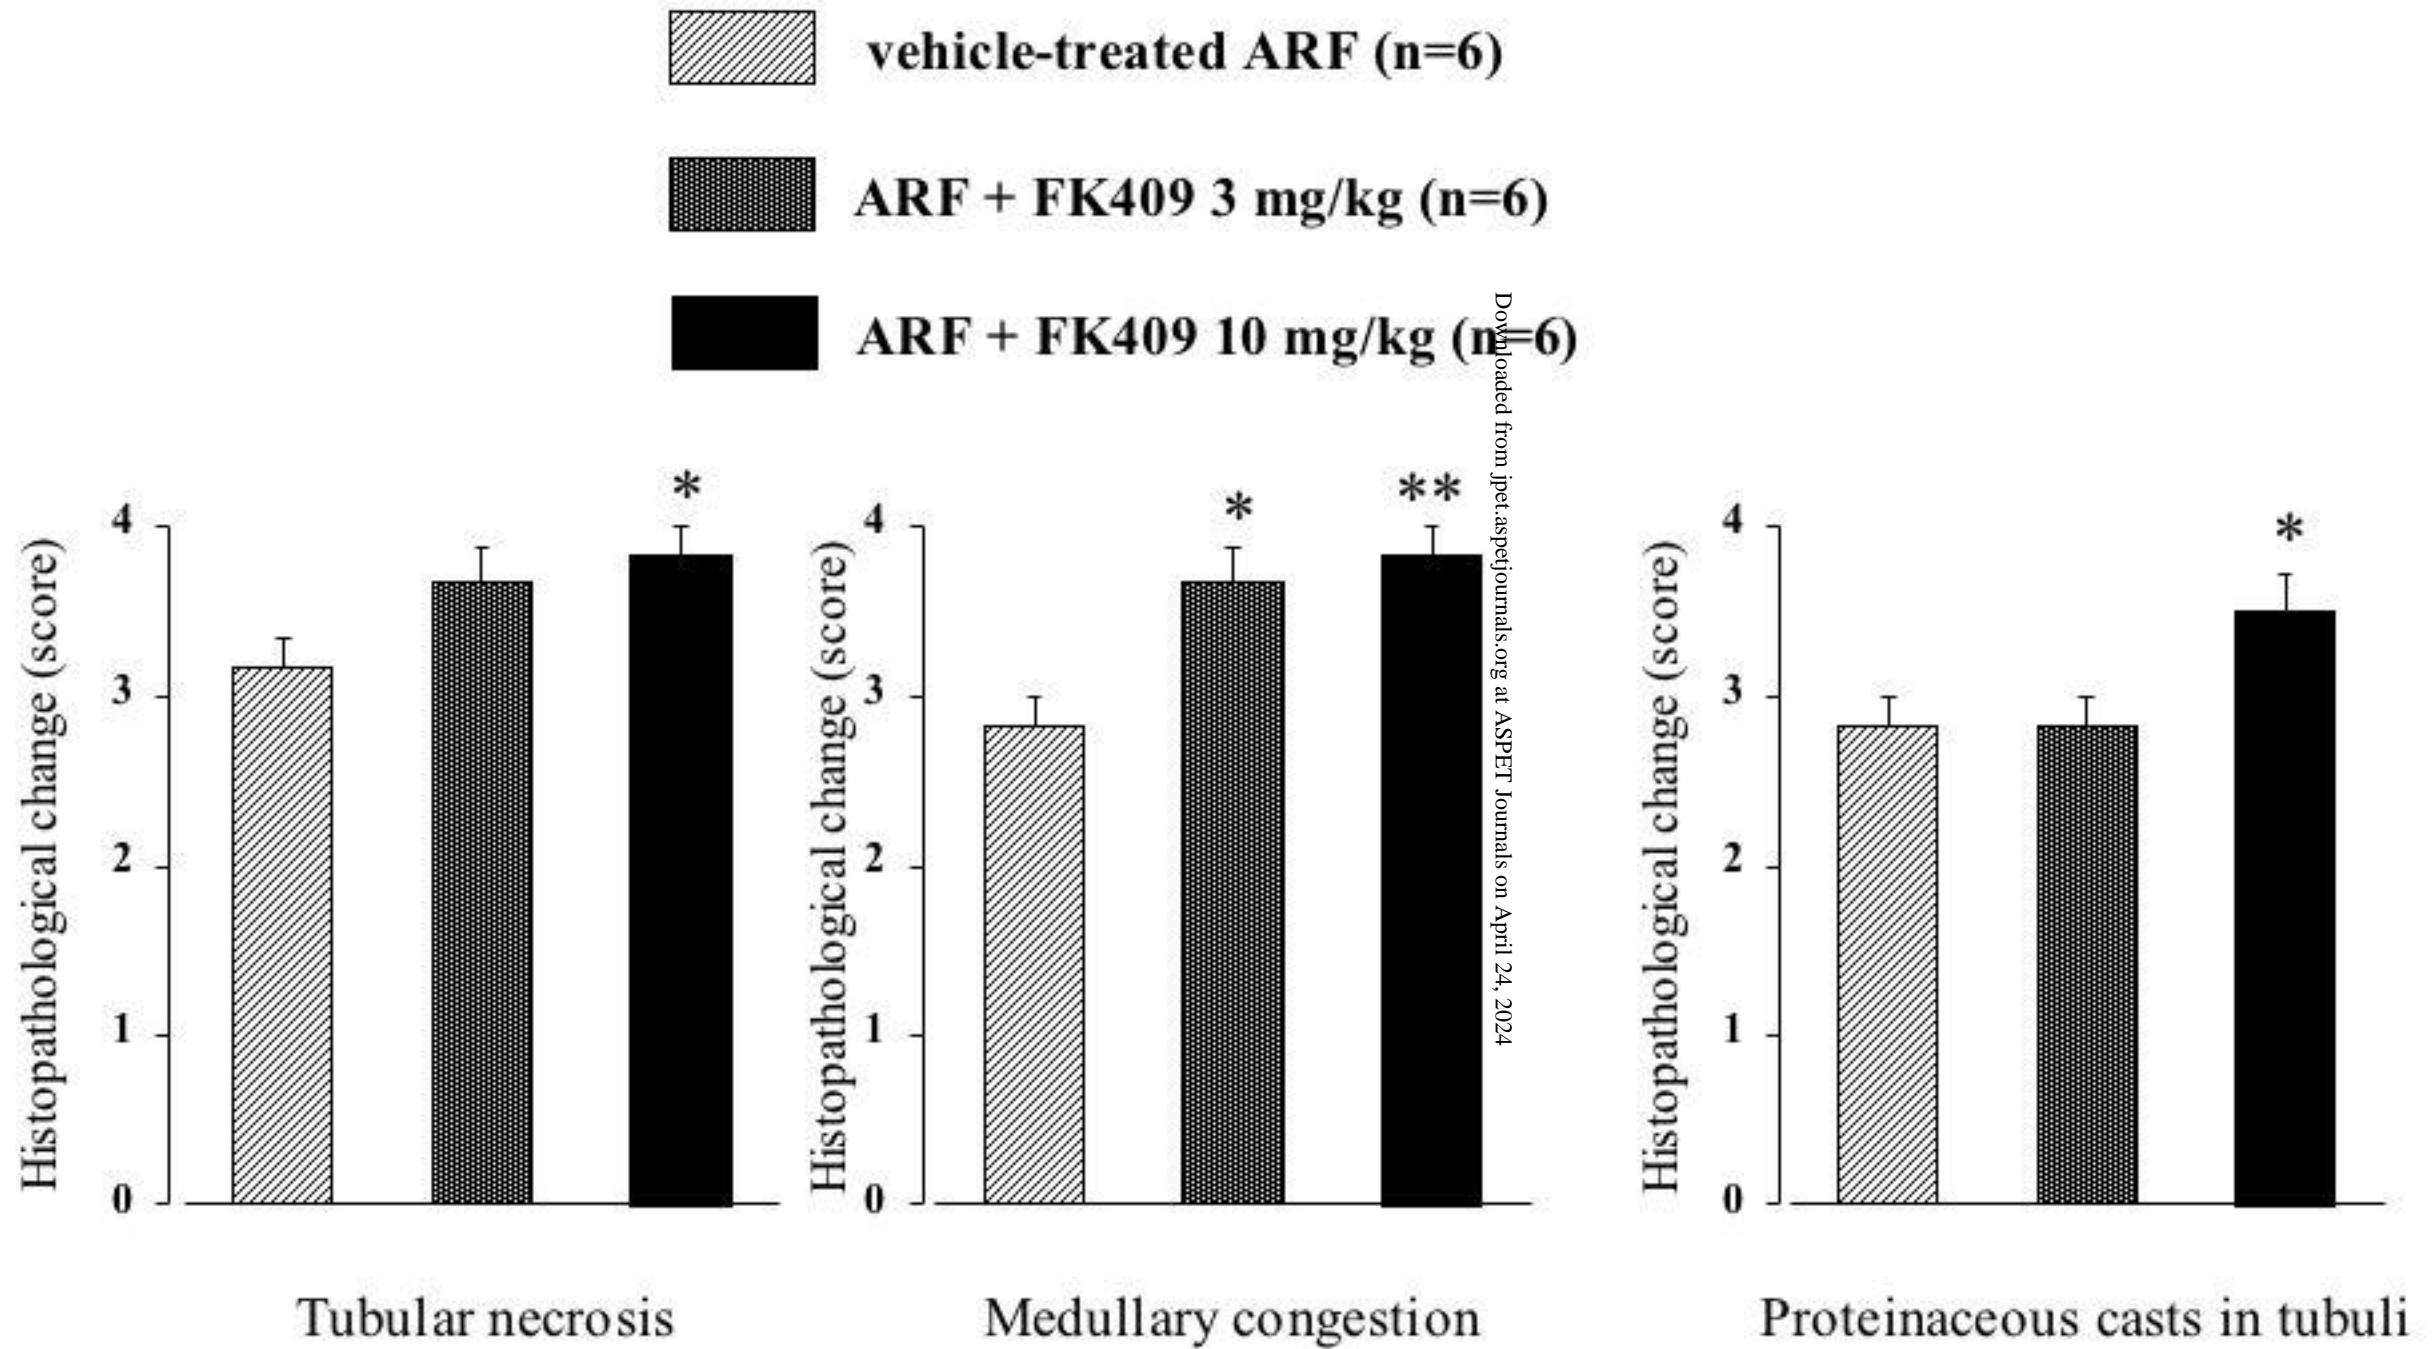 vehicle-treated ARF (n=6)
ARF + FK409 3 mg/kg (n=6)
ARF + FK409 10 mg/kg (n=6)
Downloaded from jpet.aspetjournals.org at ASPET Journals on April 24, 2024
Histopathological change (score)
4
3
2
1
0
*
Tubular necrosis
Histopathological change (score)
4
3
2
1
0
*
**
Medullary congestion
Histopathological change (score)
4
3
2
1
0
*
Proteinaceous casts in tubuli